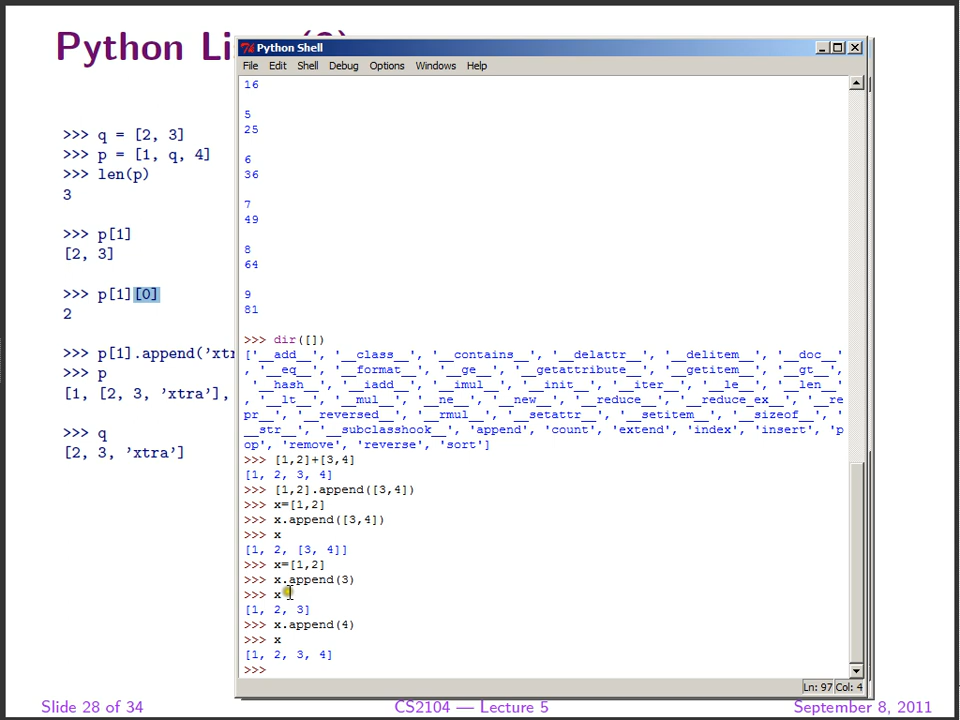 Python Li
>>> q = [2, 3]
>>> p = [1, q, 4]
>>> len(p)
3
>>> p[1]
[2, 3]
>>> p[1][0]
2
>>> p[1].append(’xtr
>>> p
[1, [2, 3, ’xtra’],
>>> q
[2, 3, ’xtra’]
Python Shell
File Edit Shell Debug Options Windows Help
16
5
25
6
36
7
49
8
64
9
81
>>> dir([])
['__add__', '__class__', '__contains__', '__delattr__', '__delitem__', '__doc__'
, '__eq__', '__format__', '__ge__', '__getattribute__', '__getitem__', '__gt__',
'__hash__', '__iadd__', '__imul__', '__init__', '__iter__', '__le__', '__len__'
, '__lt__', '__mul__', '__ne__', '__new__', '__reduce__', '__reduce_ex__', '__re
pr__', '__reversed__', '__rmul__', '__setattr__', '__setitem__', '__sizeof__', '
__str__', '__subclasshook__', 'append', 'count', 'extend', 'index', 'insert', 'p
op', 'remove', 'reverse', 'sort']
>>> [1,2]+[3,4]
[1, 2, 3, 4]
>>> [1,2].append([3,4])
>>> x=[1,2]
>>> x.append([3,4])
>>> x
[1, 2, [3, 4]]
>>> x=[1,2]
>>> x.append(3)
>>> x
[1, 2, 3]
>>> x.append(4)
>>> x
[1, 2, 3, 4]
>>>
Ln: 97 Col: 4
Slide 28 of 34 CS2104 — Lecture 5 September 8, 2011